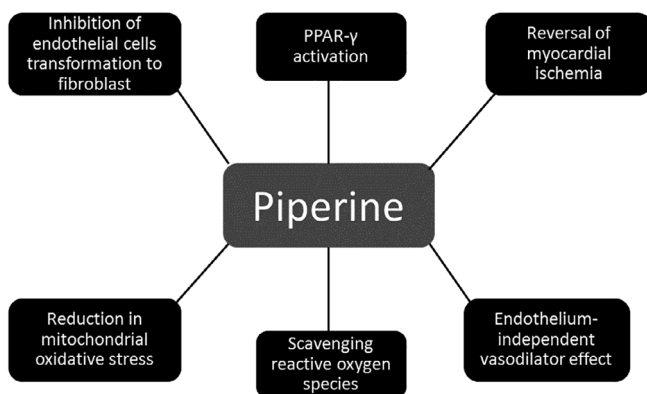 Inhibition of
endothelial cells
transformation to
fibroblast
PPAR-γ
activation
Reversal of
myocardial
ischemia
Piperine
Reduction in
mitochondrial
oxidative stress
Scavenging
reactive oxygen
species
Endothelium-
independent
vasodilator effect